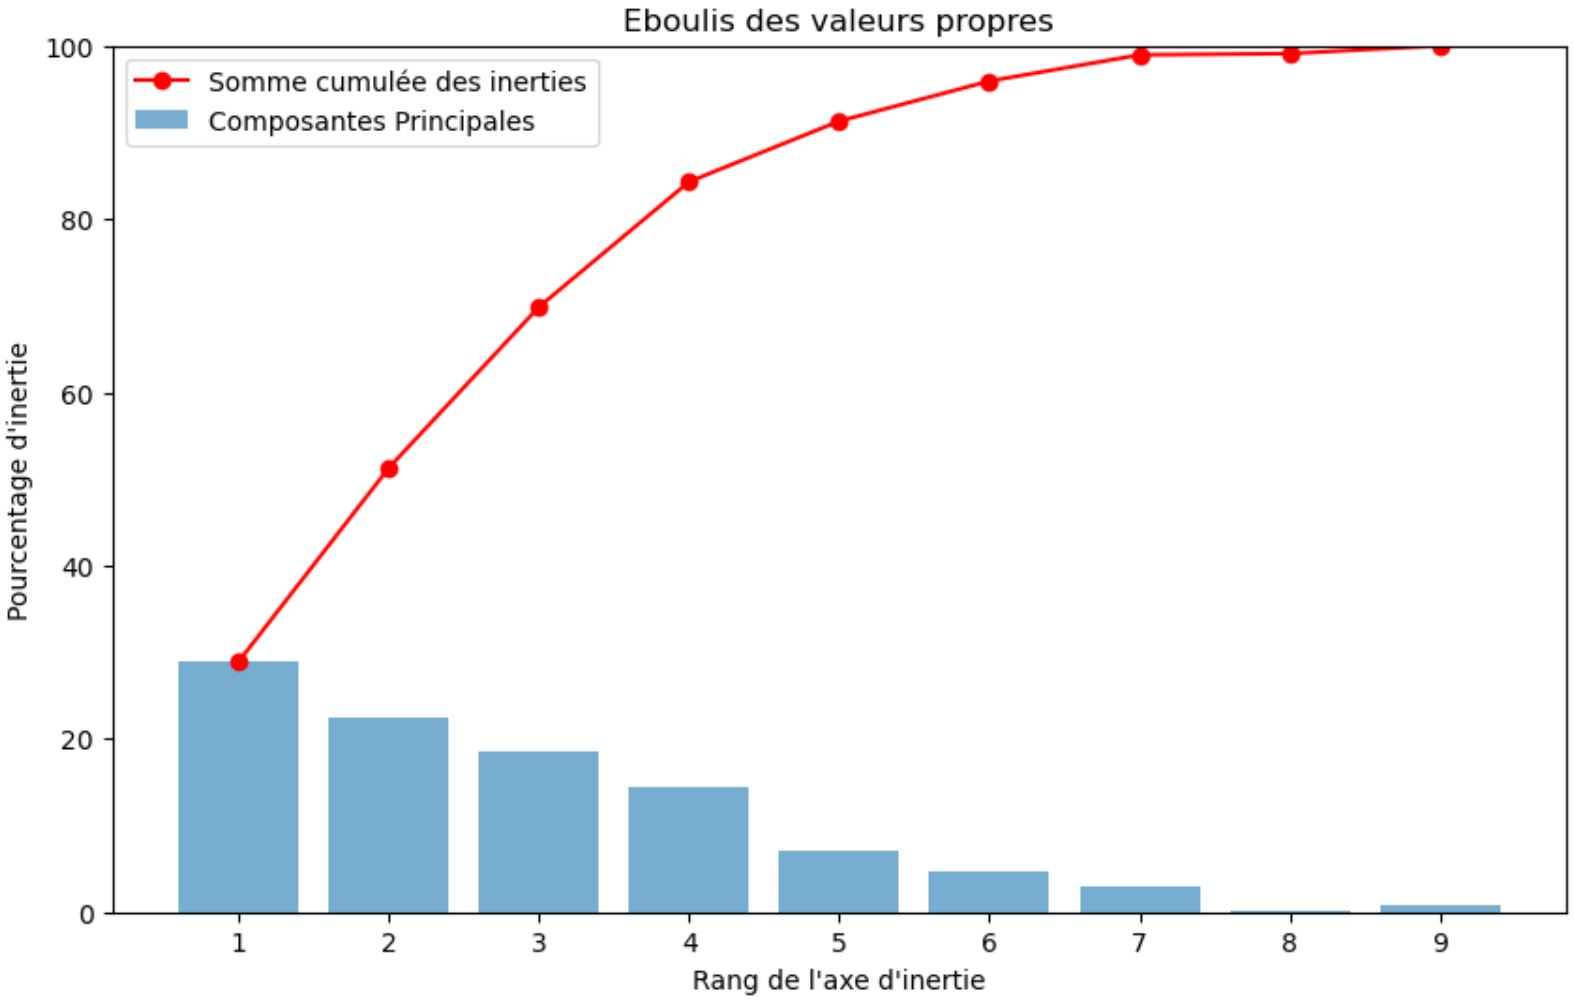 Eboulis des valeurs propres
Somme cumulée des inerties
Composantes Principales
Pourcentage d'inertie
100
80
60
40
20
0
1 2 3 4 5 6 7 8 9
Rang de l'axe d'inertie